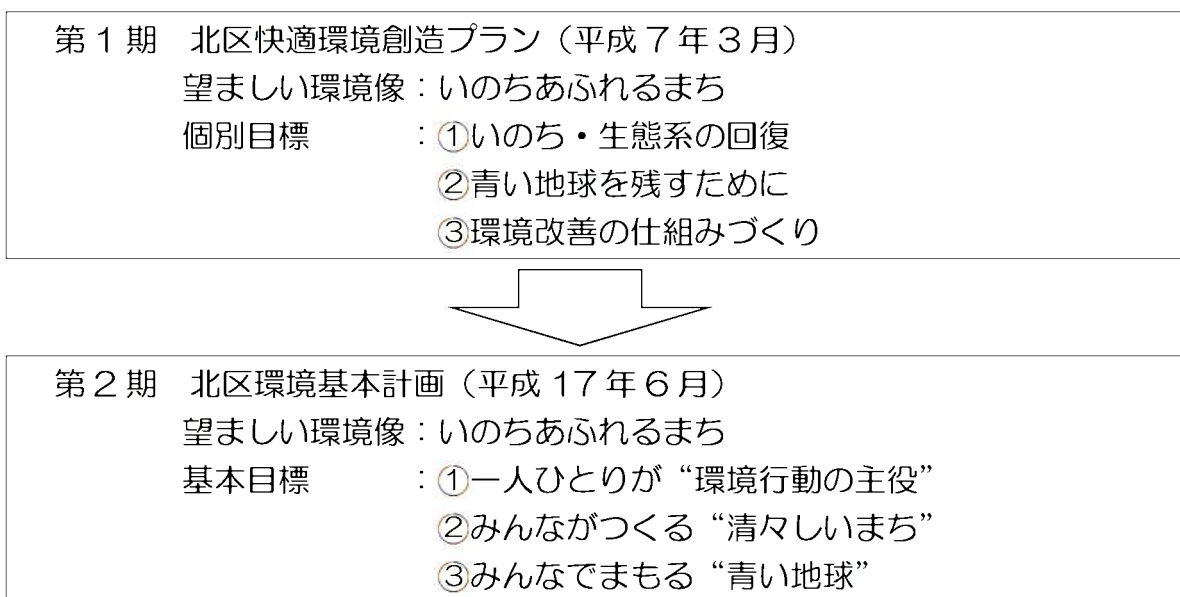 第1期　北区快適環境創造プラン（平成7年3月）
望ましい環境像：いのちあふれるまち
個別目標　　　：①いのち・生態系の回復
②青い地球を残すために
③環境改善の仕組みづくり
第2期　北区環境基本計画（平成17年6月）
望ましい環境像：いのちあふれるまち
基本目標　　　：①一人ひとりが“環境行動の主役”
②みんながつくる“清々しいまち”
③みんなでまもる“青い地球”